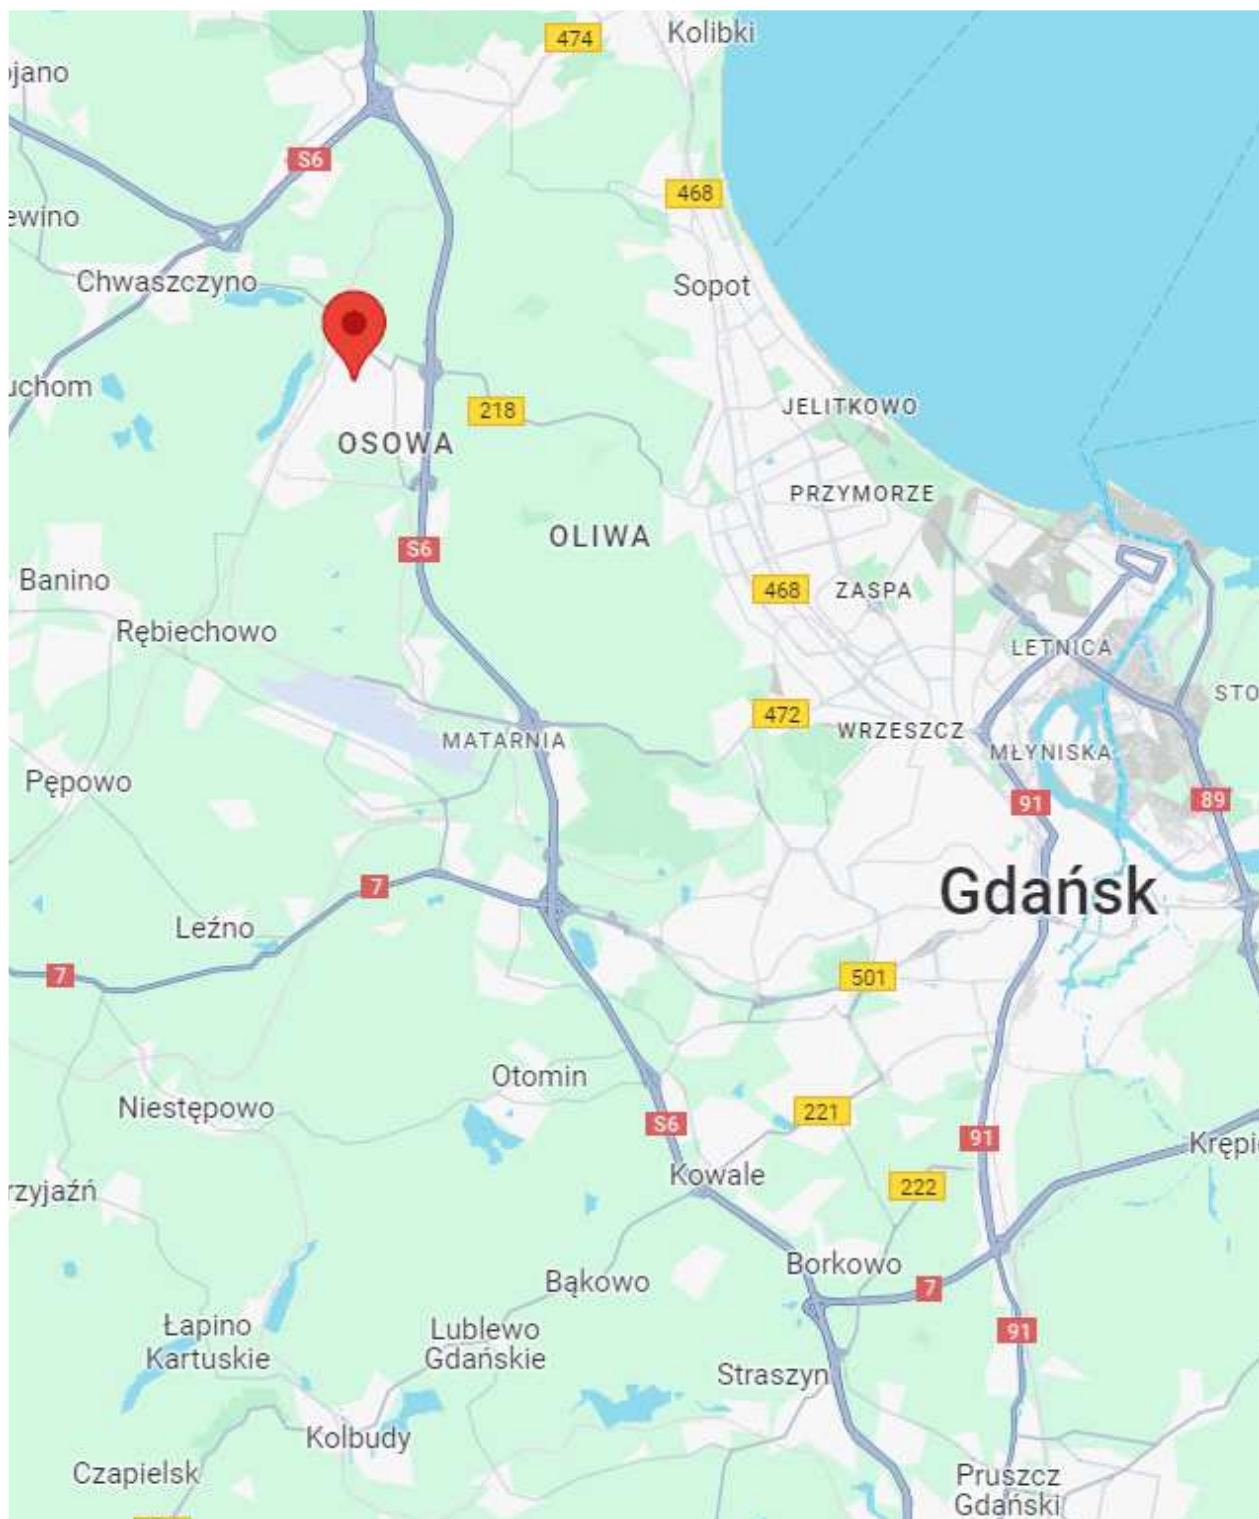 474
Kolibki
ojano
S6
468
ewino
Chwaszczyno
Sopot
uchom
218
JELITKOWO
OSOWA
PRZYMORZE
OLIWA
S6
Banino
468
ZASPA
Rębiechowo
LETNICA
STO
472
WRZESZCZ
MATARNIA
MŁYNISKA
Pępowo
91
89
7
Gdańsk
Leźno
7
501
Otomin
Niestępowo
221
S6
91
Krępi
Kowale
222
rzyjaźń
Borkowo
Bąkowo
7
Łapino
Kartuskie
Lublewo
Gdańskie
91
Straszyn
Kolbudy
Czapielsk
Pruszcz
Gdański